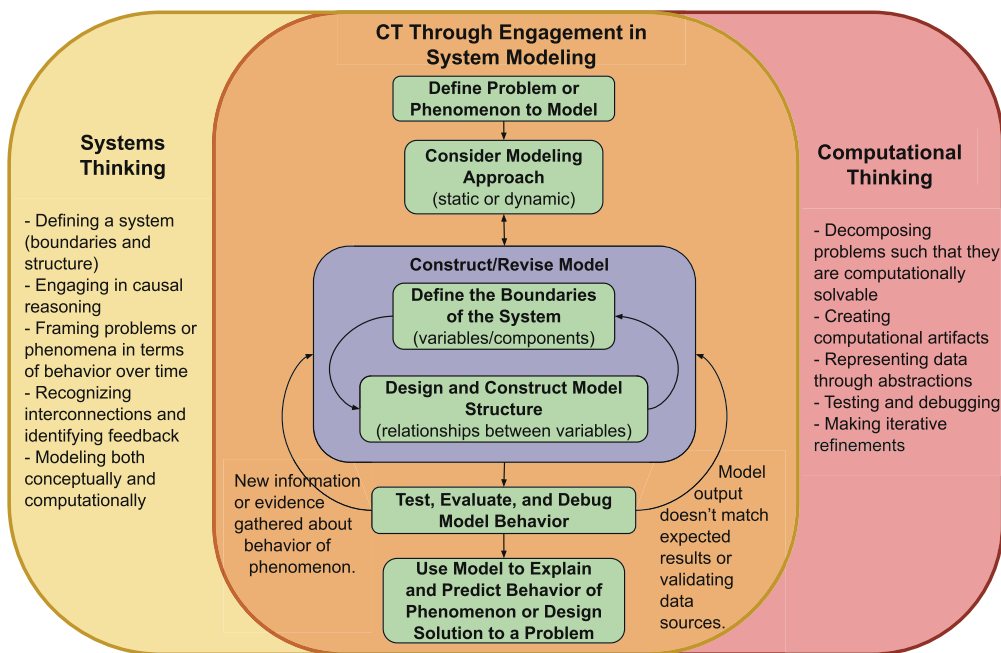 CT Through Engagement in
System Modeling
Define Problem or
Phenomenon to Model
Consider Modeling
Approach
(static or dynamic)
Construct/Revise Model
Define the Boundaries
of the System
(variables/components)
Design and Construct Model
Structure
(relationships between variables)
Test, Evaluate, and Debug
Model Behavior
Use Model to Explain
and Predict Behavior of
Phenomenon or Design
Solution to a Problem
New information
or evidence
gathered about
behavior of
phenomenon.
Model
output
doesn’t match
expected
results or
validating
data
sources.
Systems
Thinking
- Defining a system
(boundaries and
structure)
- Engaging in causal
reasoning
- Framing problems or
phenomena in terms
of behavior over time
- Recognizing
interconnections and
identifying feedback
- Modeling both
conceptually and
computationally
Computational
Thinking
- Decomposing
problems such that they
are computationally
solvable
- Creating
computational artifacts
- Representing data
through abstractions
- Testing and debugging
- Making iterative
refinements